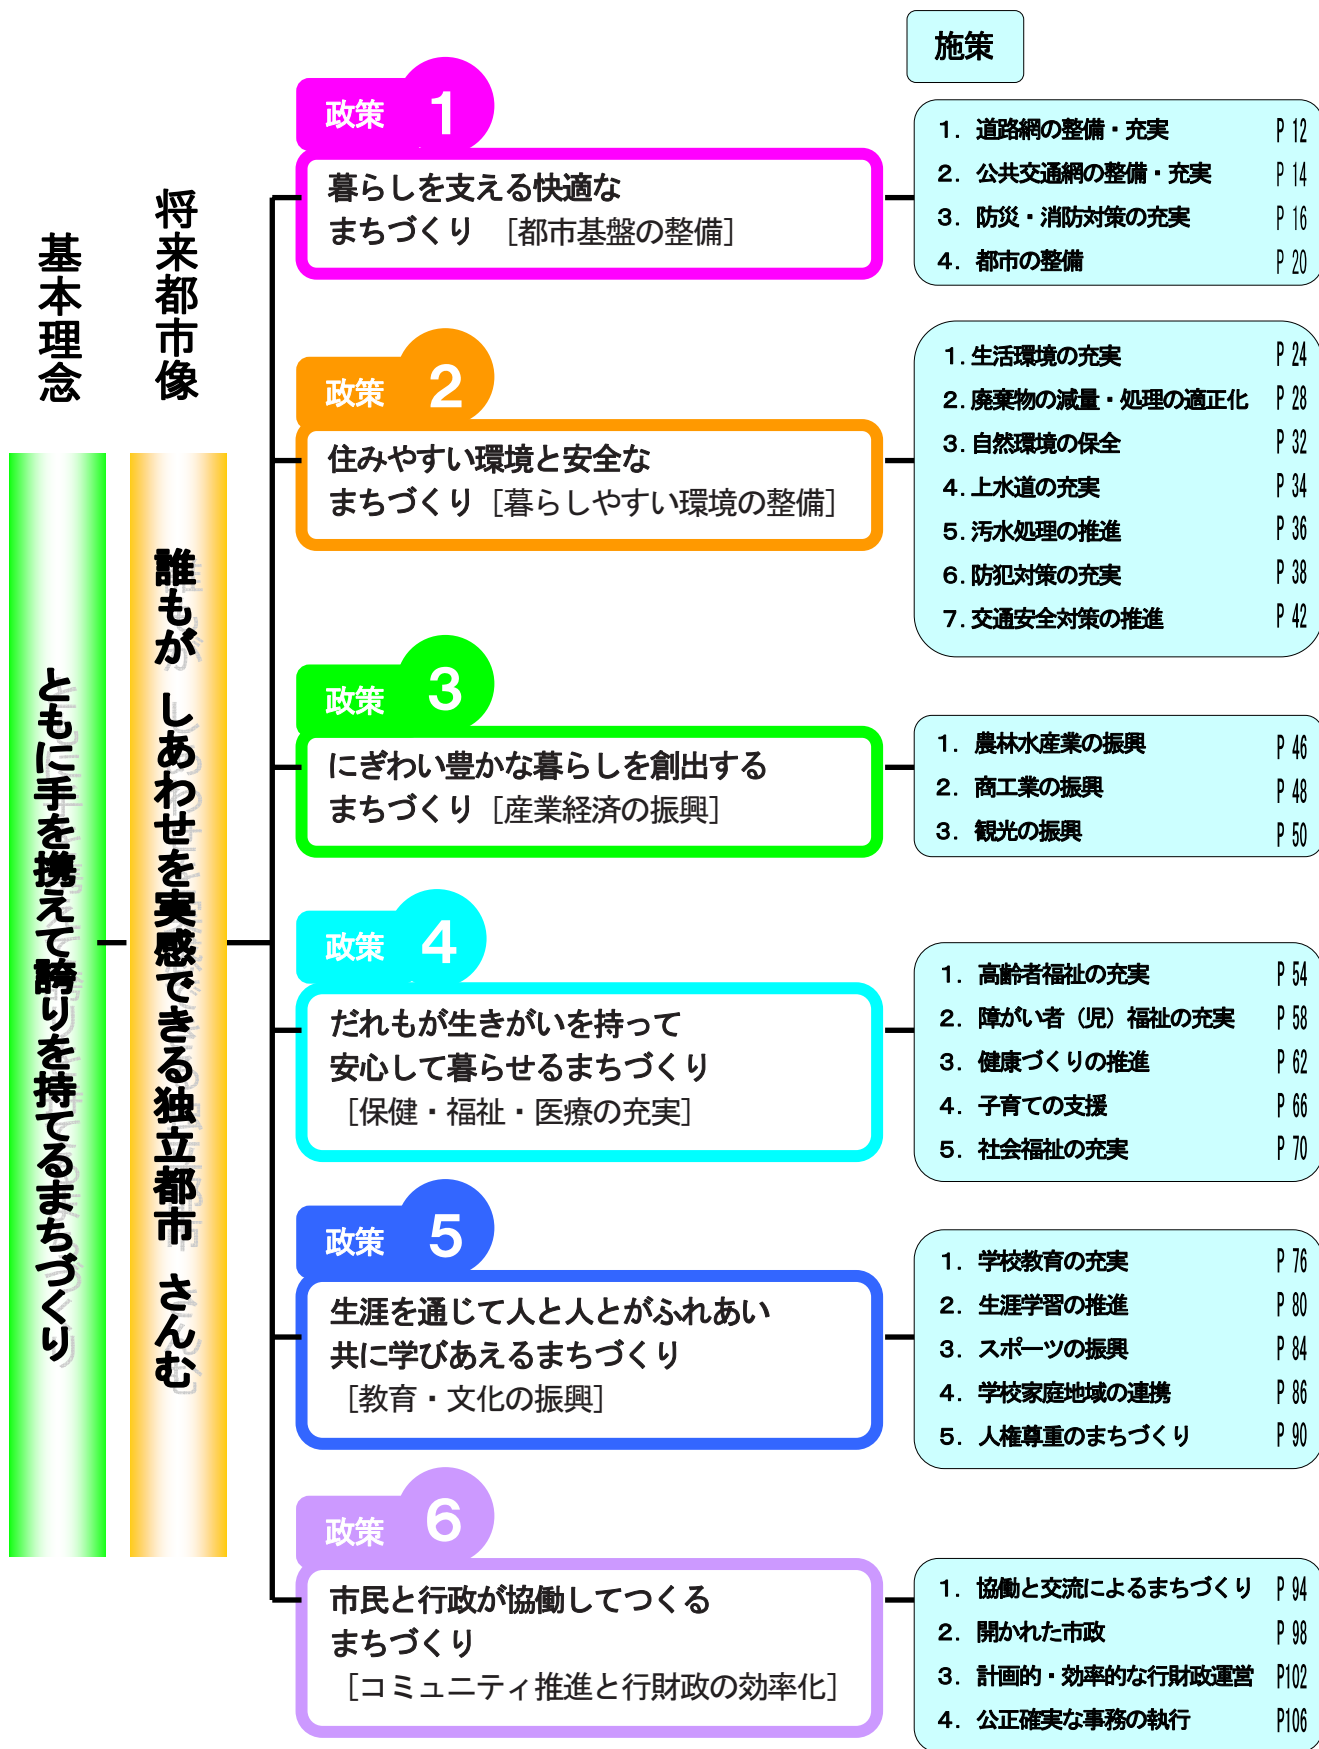 基本理念
ともに手を携えて誇りを持てるまちづくり
将来都市像
誰もが しあわせを実感できる独立都市 さんむ
施策
政策 1
暮らしを支える快適な
まちづくり ［都市基盤の整備］
1. 道路網の整備・充実 P 12
2. 公共交通網の整備・充実 P 14
3. 防災・消防対策の充実 P 16
4. 都市の整備 P 20
政策 2
住みやすい環境と安全な
まちづくり［暮らしやすい環境の整備］
1. 生活環境の充実 P 24
2. 廃棄物の減量・処理の適正化 P 28
3. 自然環境の保全 P 32
4. 上水道の充実 P 34
5. 汚水処理の推進 P 36
6. 防犯対策の充実 P 38
7. 交通安全対策の推進 P 42
政策 3
にぎわい豊かな暮らしを創出する
まちづくり［産業経済の振興］
1. 農林水産業の振興 P 46
2. 商工業の振興 P 48
3. 観光の振興 P 50
政策 4
だれもが生きがいを持って
安心して暮らせるまちづくり
［保健・福祉・医療の充実］
1. 高齢者福祉の充実 P 54
2. 障がい者（児）福祉の充実 P 58
3. 健康づくりの推進 P 62
4. 子育ての支援 P 66
5. 社会福祉の充実 P 70
政策 5
生涯を通じて人と人とがふれあい
共に学びあえるまちづくり
［教育・文化の振興］
1. 学校教育の充実 P 76
2. 生涯学習の推進 P 80
3. スポーツの振興 P 84
4. 学校家庭地域の連携 P 86
5. 人権尊重のまちづくり P 90
政策 6
市民と行政が協働してつくる
まちづくり
［コミュニティ推進と行財政の効率化］
1. 協働と交流によるまちづくり P 94
2. 開かれた市政 P 98
3. 計画的・効率的な行財政運営 P102
4. 公正確実な事務の執行 P106